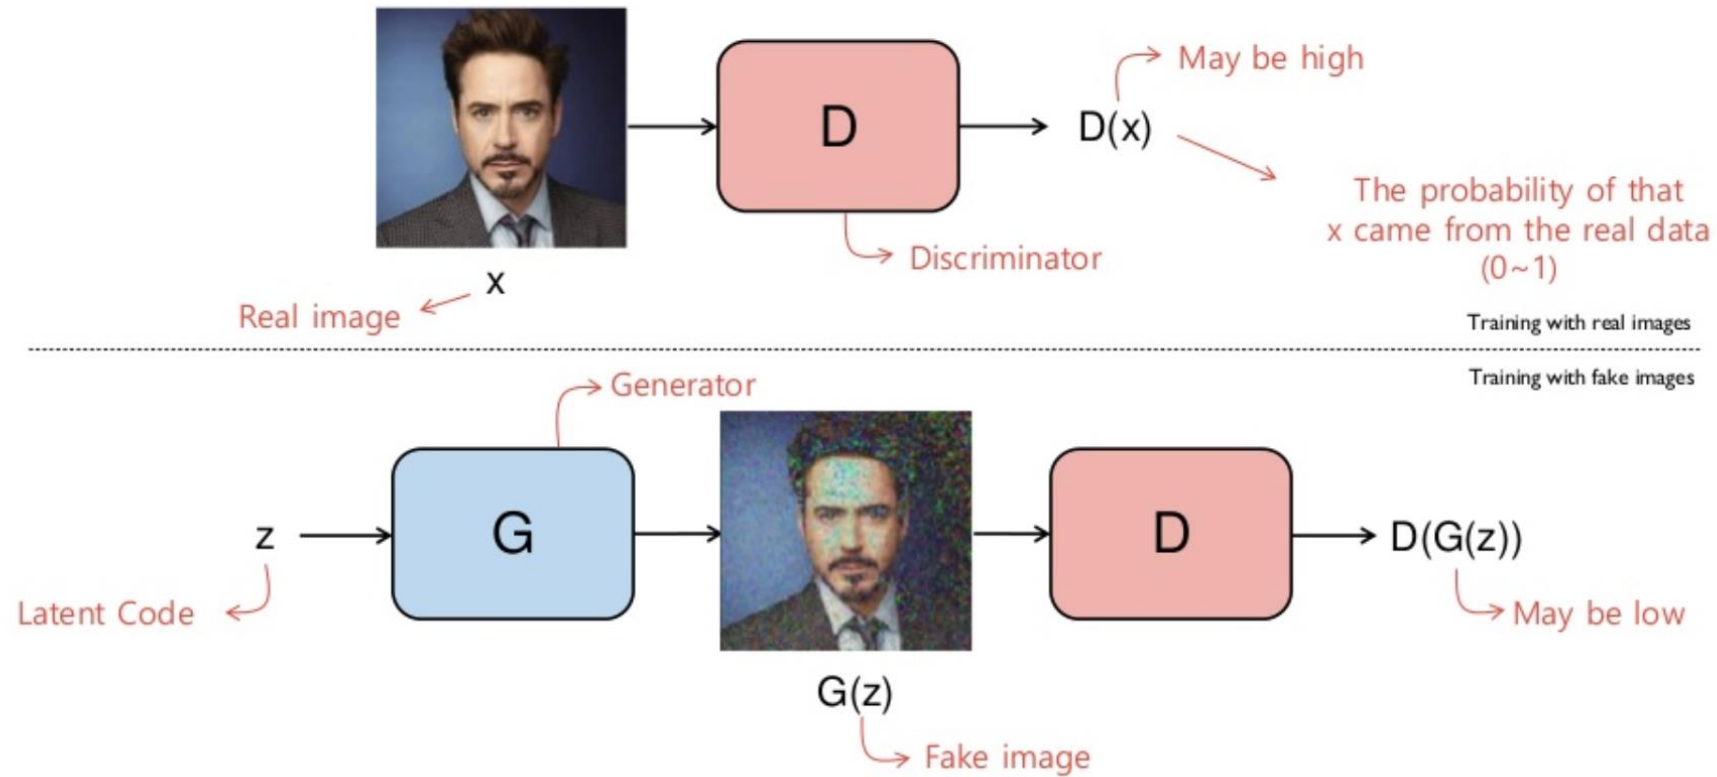 May be high
D
D(x)
The probability of that
x came from the real data
(0~1)
Discriminator
x
Real image
Training with real images
Training with fake images
Generator
z
G
D
D(G(z))
Latent Code
May be low
G(z)
Fake image